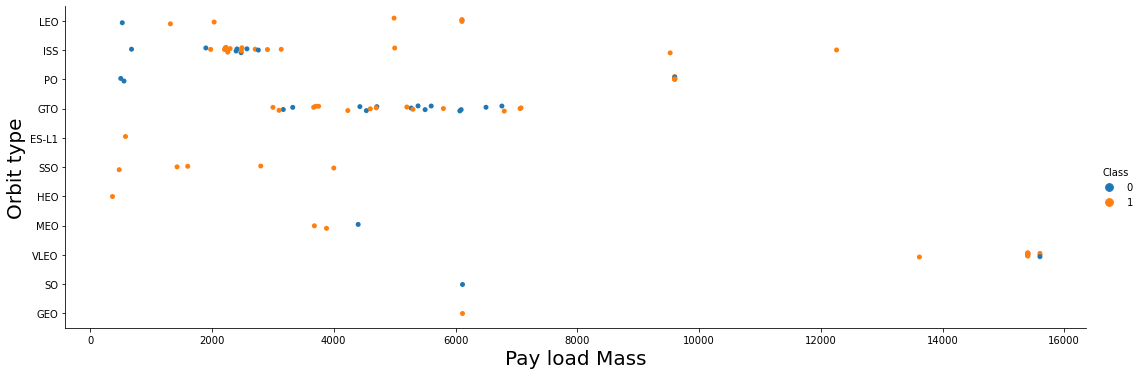 LEO
ISS
PO
GTO
ES-L1
SSO
HEO
MEO
VLEO
SO
GEO
Orbit type
0 2000 4000 6000 8000 10000 12000 14000 16000
Pay load Mass
Class
0
1